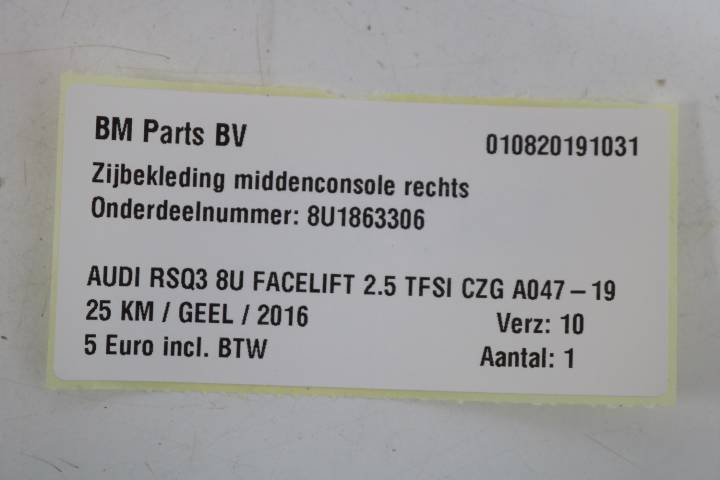 BM Parts BV 010820191031
Zijbekleding middenconsole rechts
Onderdeelnummer: 8U1863306
AUDI RSQ3 8U FACELIFT 2.5 TFSI CZG A047-19
25 KM / GEEL / 2016 Verz: 10
5 Euro incl. BTW Aantal: 1